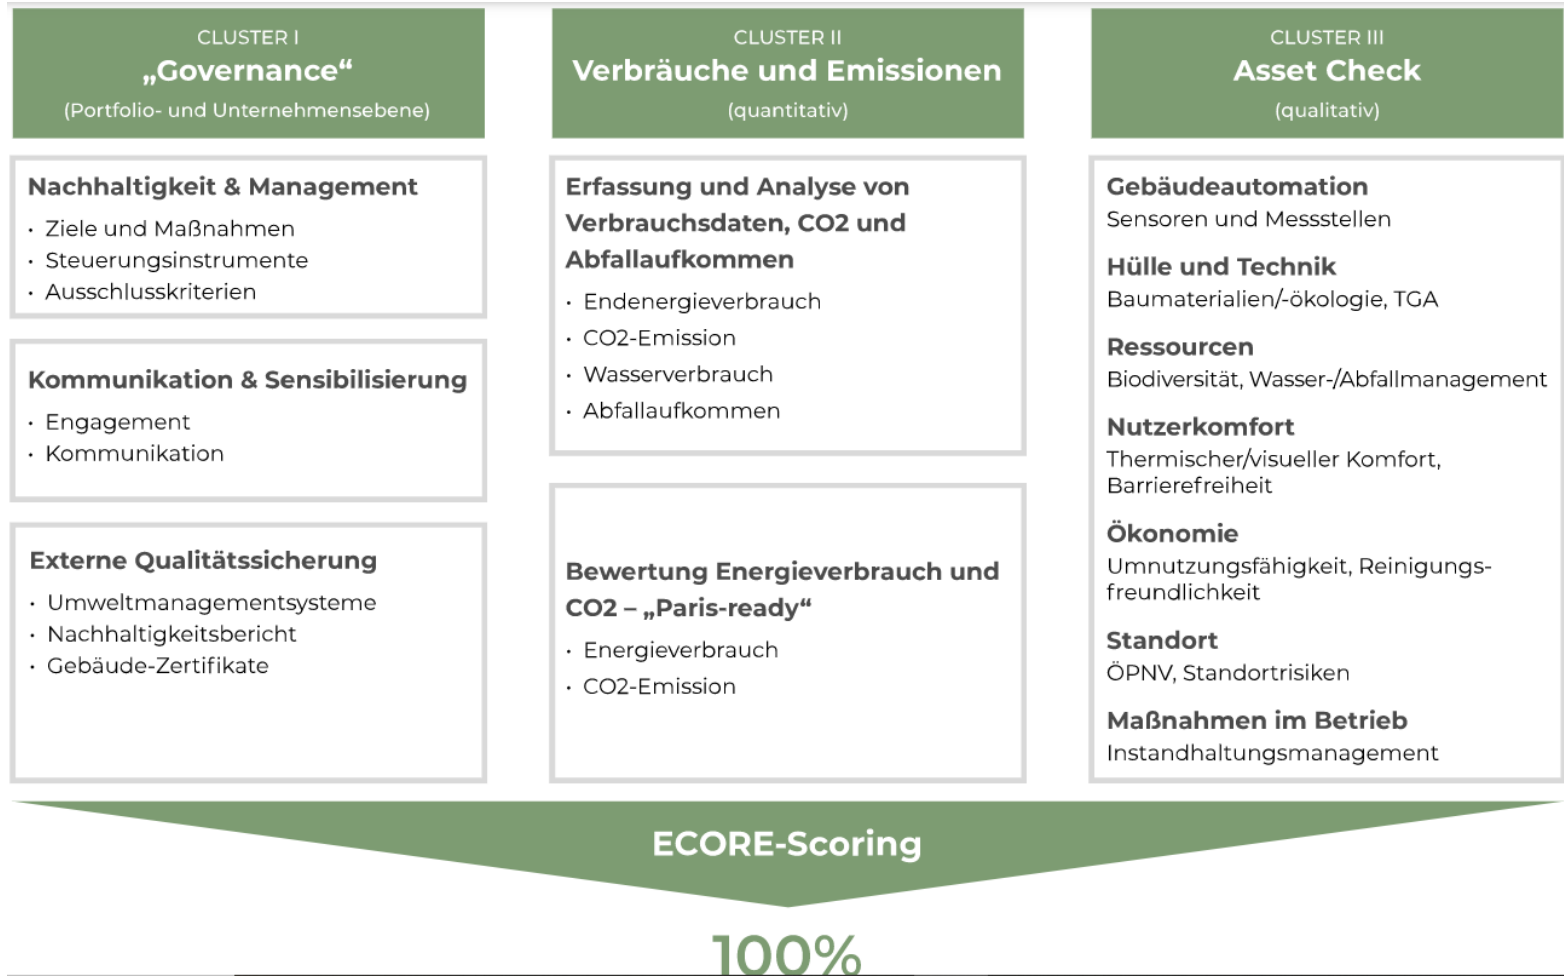 CLUSTER I
„Governance“
(Portfolio- und Unternehmensebene)
Nachhaltigkeit & Management
· Ziele und Maßnahmen
· Steuerungsinstrumente
· Ausschlusskriterien
Kommunikation & Sensibilisierung
· Engagement
· Kommunikation
Externe Qualitätssicherung
· Umweltmanagementsysteme
· Nachhaltigkeitsbericht
· Gebäude-Zertifikate
CLUSTER II
Verbräuche und Emissionen
(quantitativ)
Erfassung und Analyse von
Verbrauchsdaten, CO2 und
Abfallaufkommen
· Endenergieverbrauch
· CO2-Emission
· Wasserverbrauch
· Abfallaufkommen
Bewertung Energieverbrauch und
CO2 – „Paris-ready“
· Energieverbrauch
· CO2-Emission
CLUSTER III
Asset Check
(qualitativ)
Gebäudeautomation
Sensoren und Messstellen
Hülle und Technik
Baumaterialien/-ökologie, TGA
Ressourcen
Biodiversität, Wasser-/Abfallmanagement
Nutzerkomfort
Thermischer/visueller Komfort,
Barrierefreiheit
Ökonomie
Umnutzungsfähigkeit, Reinigungs-
freundlichkeit
Standort
ÖPNV, Standortrisiken
Maßnahmen im Betrieb
Instandhaltungsmanagement
ECORE-Scoring
100%